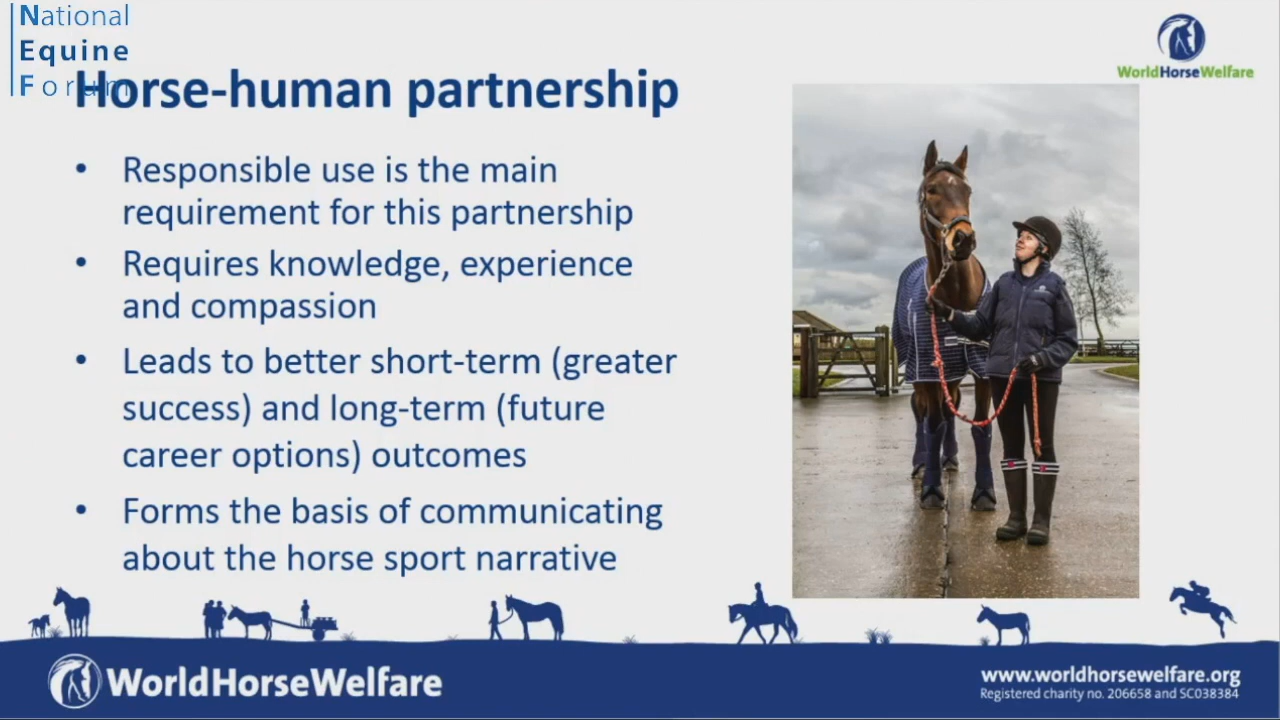 National
Equine
Forum
WorldHorseWelfare
Horse-human partnership
• Responsible use is the main
requirement for this partnership
• Requires knowledge, experience
and compassion
• Leads to better short-term (greater
success) and long-term (future
career options) outcomes
• Forms the basis of communicating
about the horse sport narrative
WorldHorseWelfare
www.worldhorsewelfare.org
Registered charity no. 206658 and SC038384